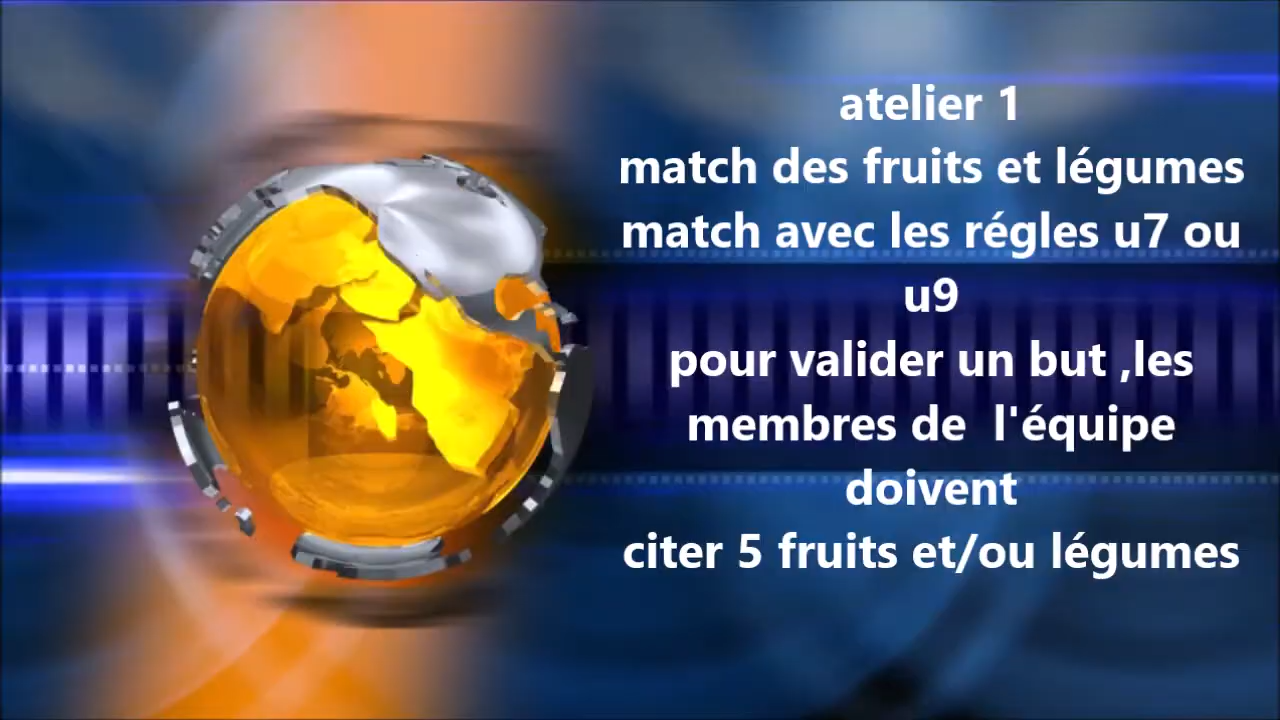 atelier 1
match des fruits et légumes
match avec les régles u7 ou
u9
pour valider un but ,les
membres de  l'équipe
doivent
citer 5 fruits et/ou légumes